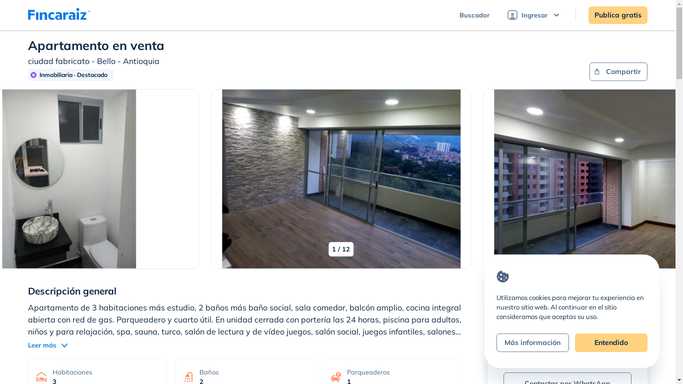 Fincaraiz
Buscador
Ingresar
Publica gratis
Apartamento en venta
ciudad fabricato - Bello - Antioquia
Inmobiliaria · Destacado
Compartir
1 / 12
Descripción general
Apartamento de 3 habitaciones más estudio, 2 baños más baño social, sala comedor, balcón amplio, cocina integral
abierta con red de gas. Parqueadero y cuarto útil. En unidad cerrada con portería las 24 horas, piscina para adultos,
niños y para relajación, spa, sauna, turco, salón de lectura y de vídeo juegos, salón social, juegos infantiles, salones...
Leer más
Habitaciones
3
Baños
2
Parqueaderos
1
Utilizamos cookies para mejorar tu experiencia en
nuestro sitio web. Al continuar en el sitio
consideramos que aceptas su uso.
Más información
Entendido
Contactar por WhatsApp